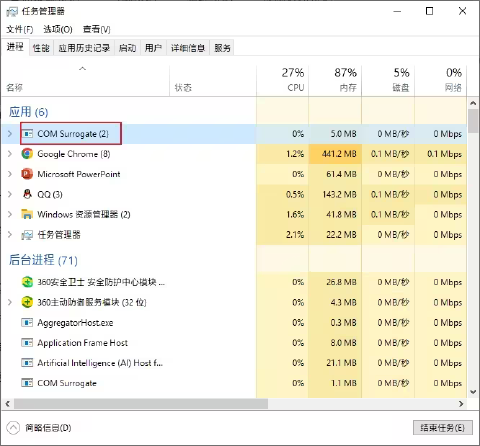 任务管理器
文件(F) 选项(O) 查看(V)
进程 性能 应用历史记录 启动 用户 详细信息 服务
27% 87% 5% 0%
名称 状态 CPU 内存 磁盘 网络
应用 (6)
COM Surrogate (2) 0% 5.0 MB 0 MB/秒 0 Mbps
Google Chrome (8) 1.2% 441.2 MB 0.1 MB/秒 0.1 Mbps
Microsoft PowerPoint 0% 61.4 MB 0 MB/秒 0 Mbps
QQ (3) 0.5% 143.2 MB 0.1 MB/秒 0 Mbps
Windows 资源管理器 (2) 1.6% 41.8 MB 0.1 MB/秒 0 Mbps
任务管理器 2.1% 22.2 MB 0 MB/秒 0 Mbps
后台进程 (71)
360安全卫士 安全防护中心模块 ... 0% 26.8 MB 0 MB/秒 0 Mbps
360主动防御服务模块 (32 位) 0% 4.3 MB 0 MB/秒 0 Mbps
AggregatorHost.exe 0% 0.3 MB 0 MB/秒 0 Mbps
Application Frame Host 0% 8.0 MB 0 MB/秒 0 Mbps
Artificial Intelligence (AI) Host f... 0% 21.1 MB 0 MB/秒 0 Mbps
COM Surrogate 0% 1.1 MB 0 MB/秒 0 Mbps
简略信息(D) 结束任务(E)